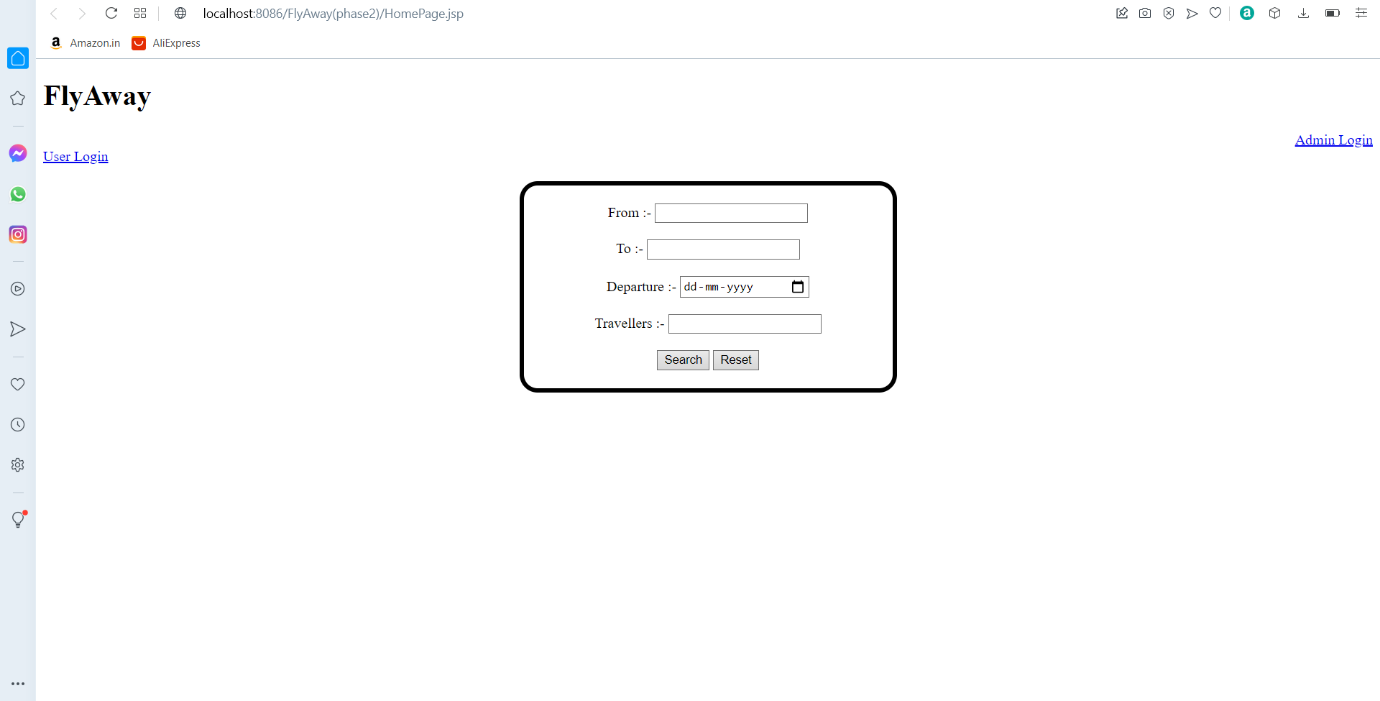 localhost:8086/FlyAway(phase2)/HomePage.jsp
a
a Amazon.in AliExpress
FlyAway
Admin Login
User Login
From :-
To :-
Departure :- dd-mm-yyyy
Travellers :-
Search Reset